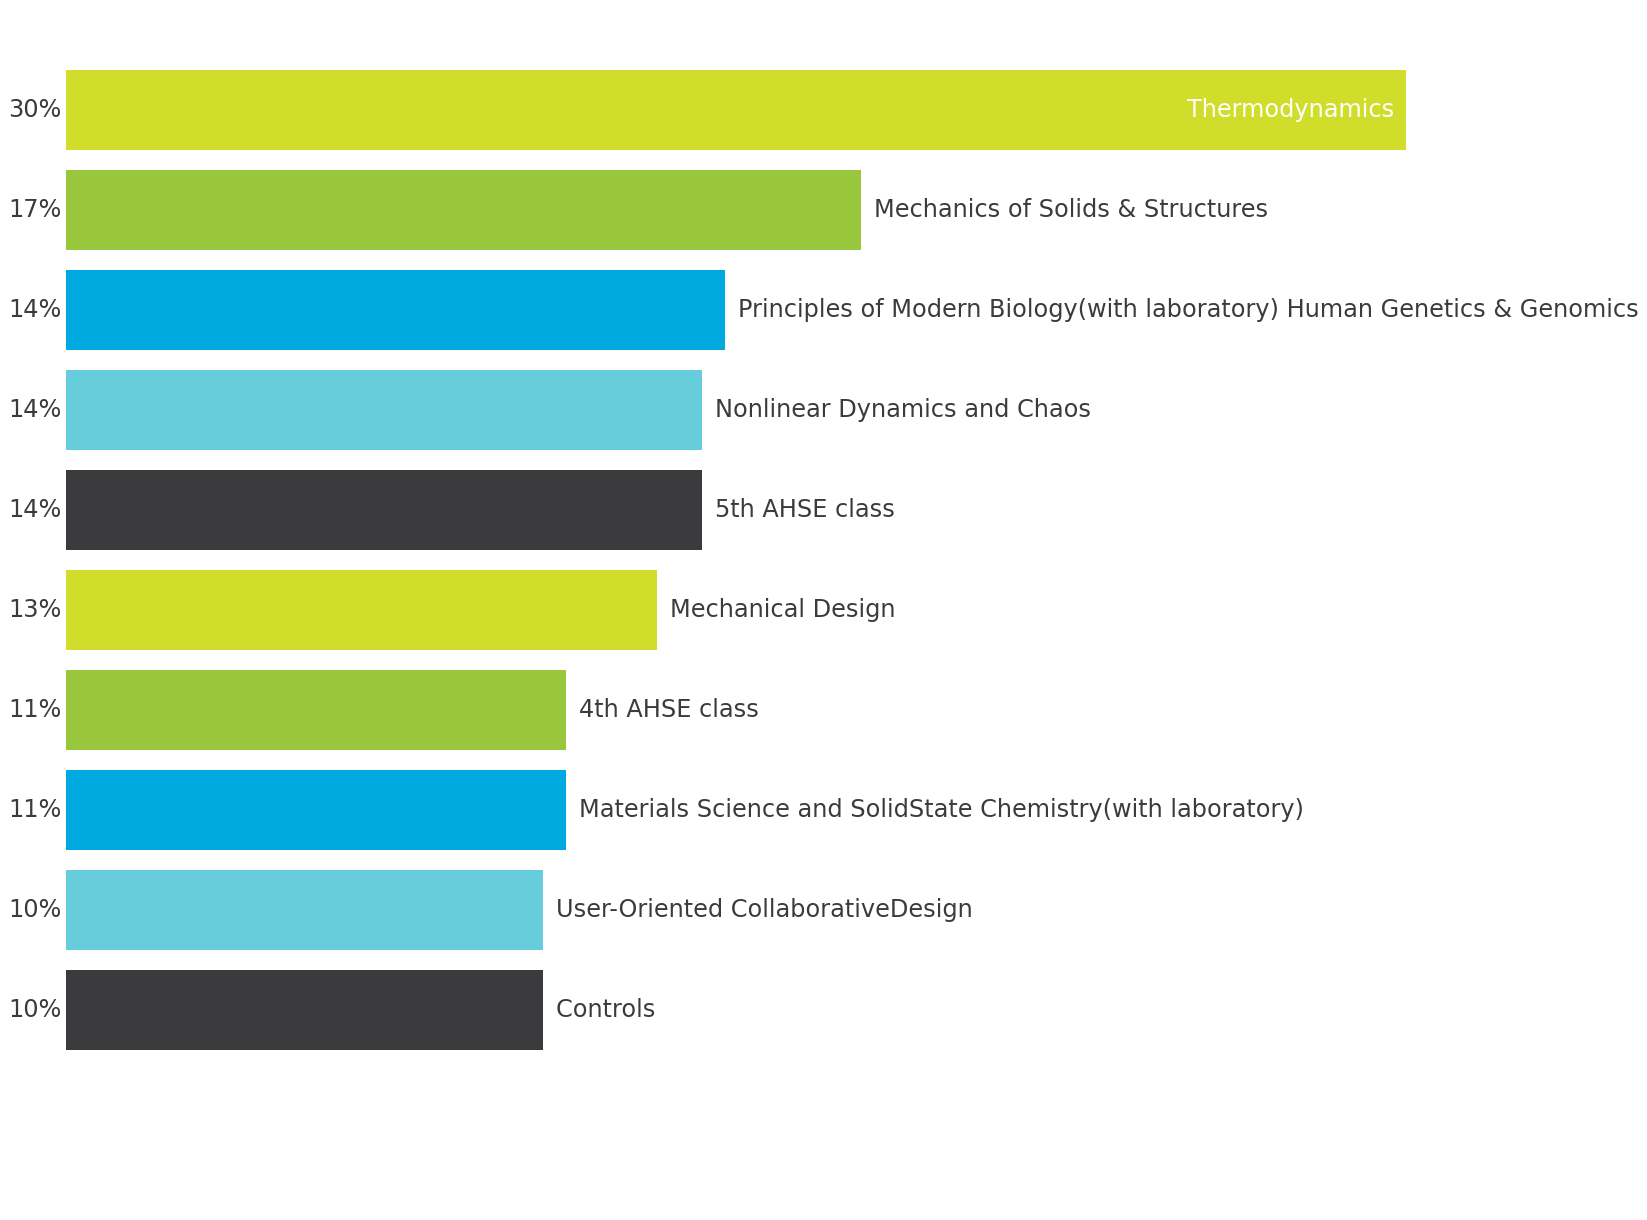 30% Thermodynamics
17% Mechanics of Solids & Structures
14% Principles of Modern Biology(with laboratory) Human Genetics & Genomics
14% Nonlinear Dynamics and Chaos
14% 5th AHSE class
13% Mechanical Design
11% 4th AHSE class
11% Materials Science and SolidState Chemistry(with laboratory)
10% User-Oriented CollaborativeDesign
10% Controls